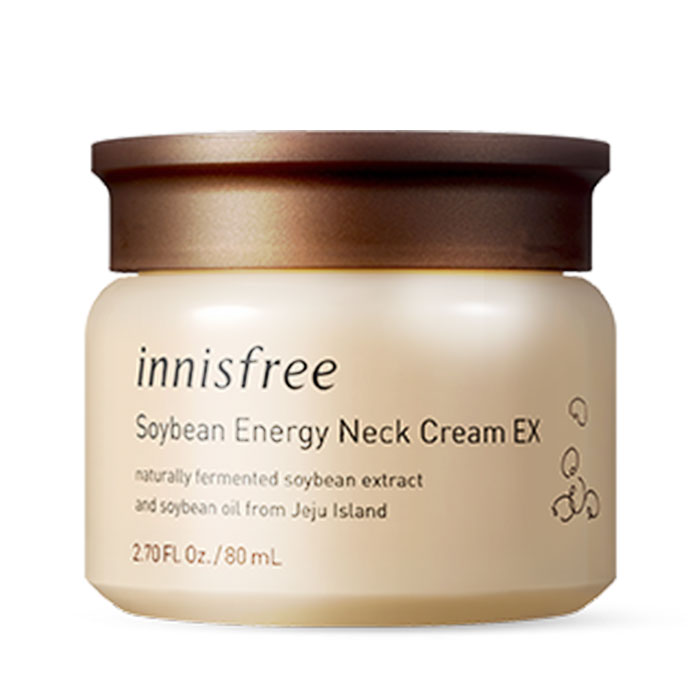 innisfree
Soybean Energy Neck Cream EX
naturally fermented soybean extract
and soybean oil from Jeju Island
2.70 FL Oz. / 80 mL